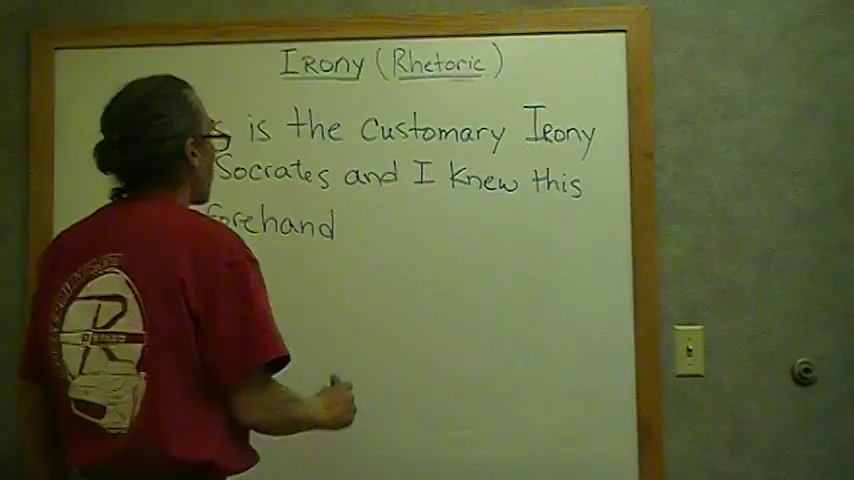 Irony (Rhetoric)
is the Customary Irony
Socrates and I Knew this
forehand